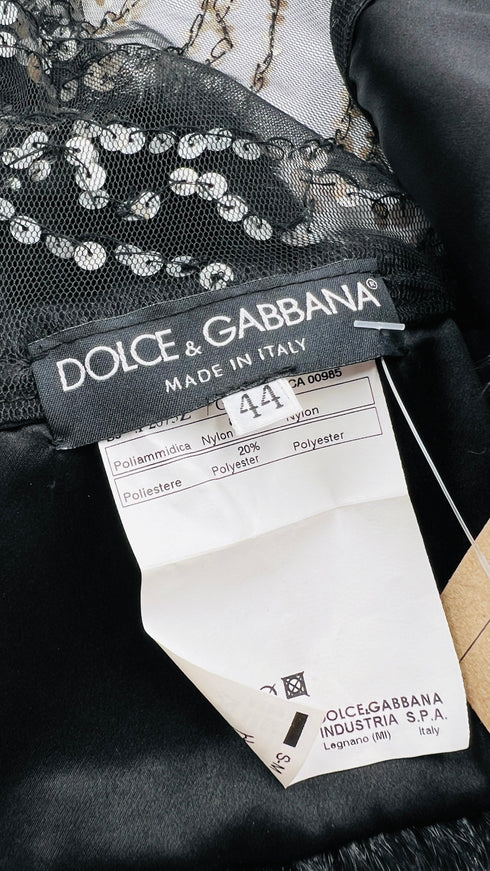 DOLCE & GABBANA®
MADE IN ITALY
44
CA 00985
Poliammidica Nylon Nylon
20%
Poliestere Polyester Polyester
DOLCE&GABBANA
INDUSTRIA S.P.A.
Legnano (MI) Italy
S-M